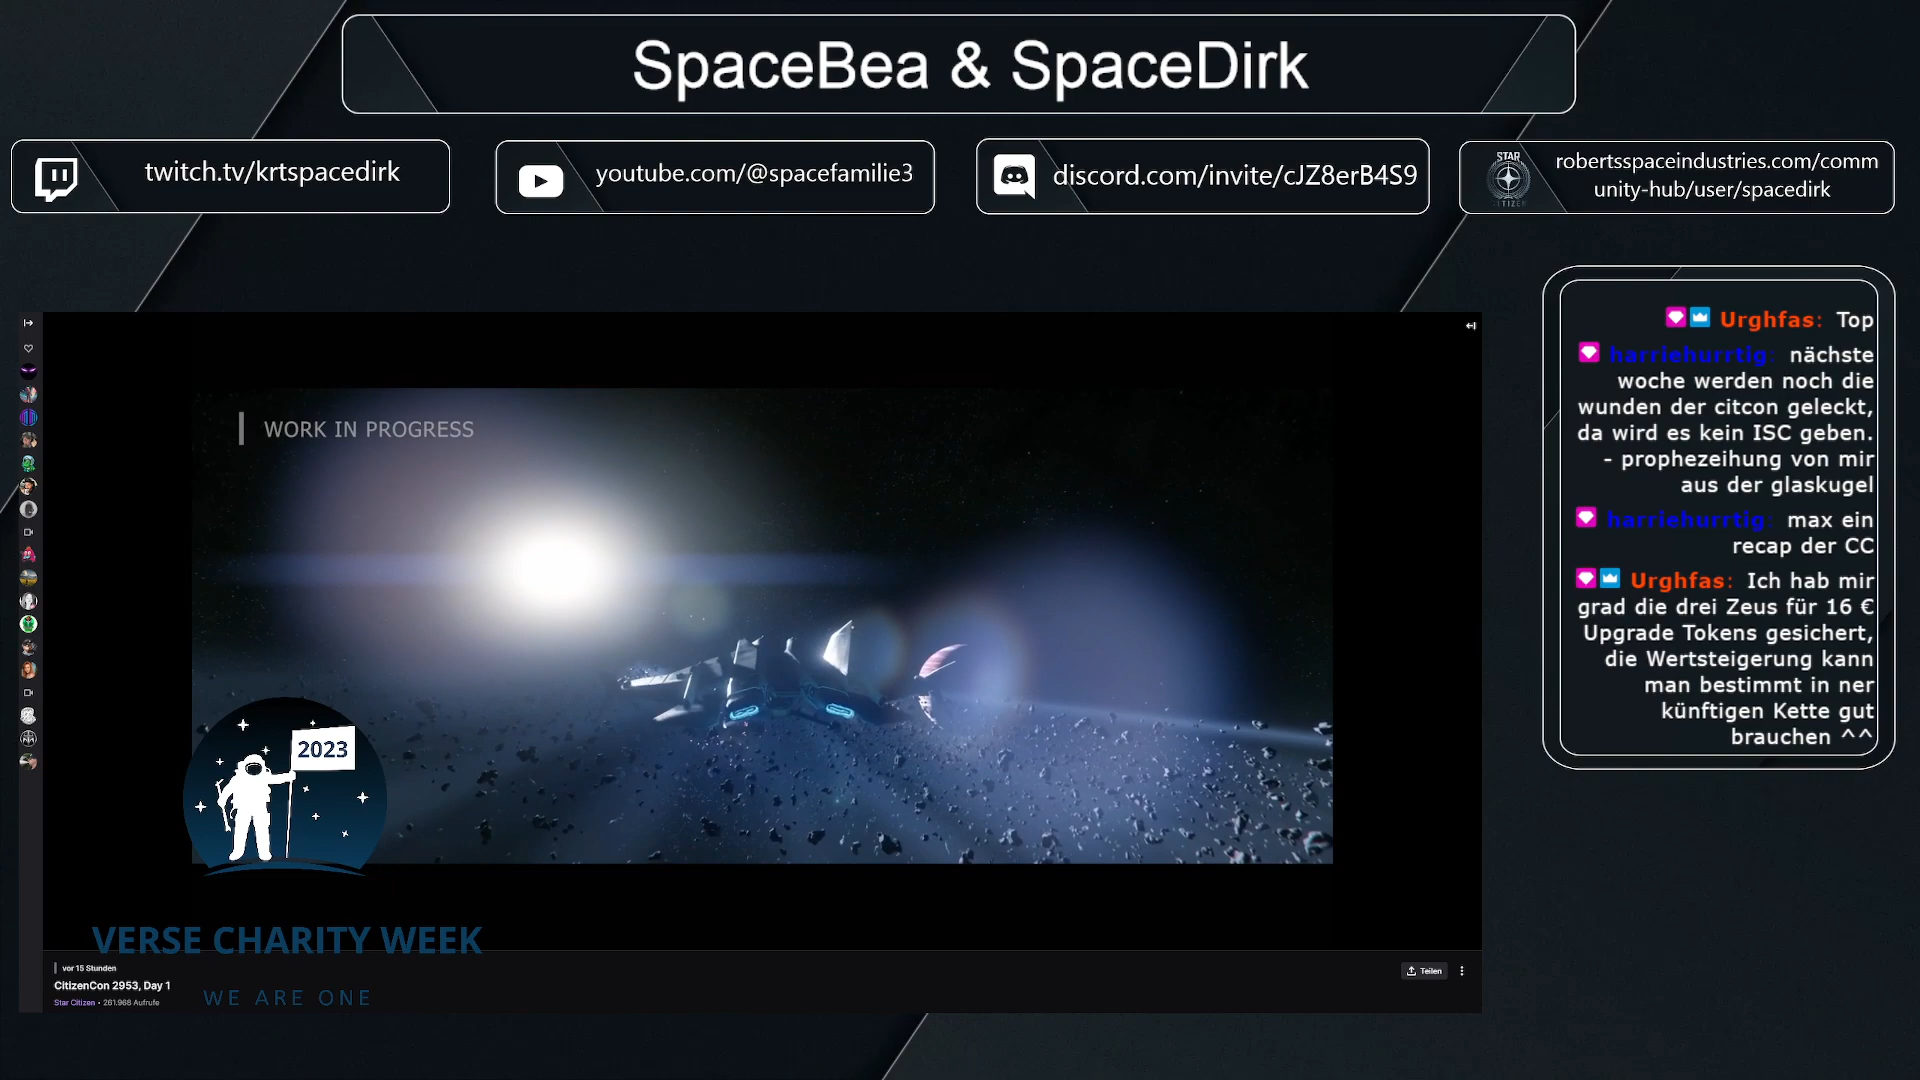 SpaceBea & SpaceDirk
twitch.tv/krtspacedirk
youtube.com/@spacefamilie3
discord.com/invite/cJZ8erB4S9
STAR
CITIZEN
robertsspaceindustries.com/comm
unity-hub/user/spacedirk
WORK IN PROGRESS
2023
VERSE CHARITY WEEK
WE ARE ONE
vor 15 Stunden
CitizenCon 2953, Day 1
Star Citizen • 261.968 Aufrufe
Teilen
Urghfas: Top
harriehurrtig: nächste
woche werden noch die
wunden der citcon geleckt,
da wird es kein ISC geben.
- prophezeihung von mir
aus der glaskugel
harriehurrtig: max ein
recap der CC
Urghfas: Ich hab mir
grad die drei Zeus für 16 €
Upgrade Tokens gesichert,
die Wertsteigerung kann
man bestimmt in ner
künftigen Kette gut
brauchen ^^